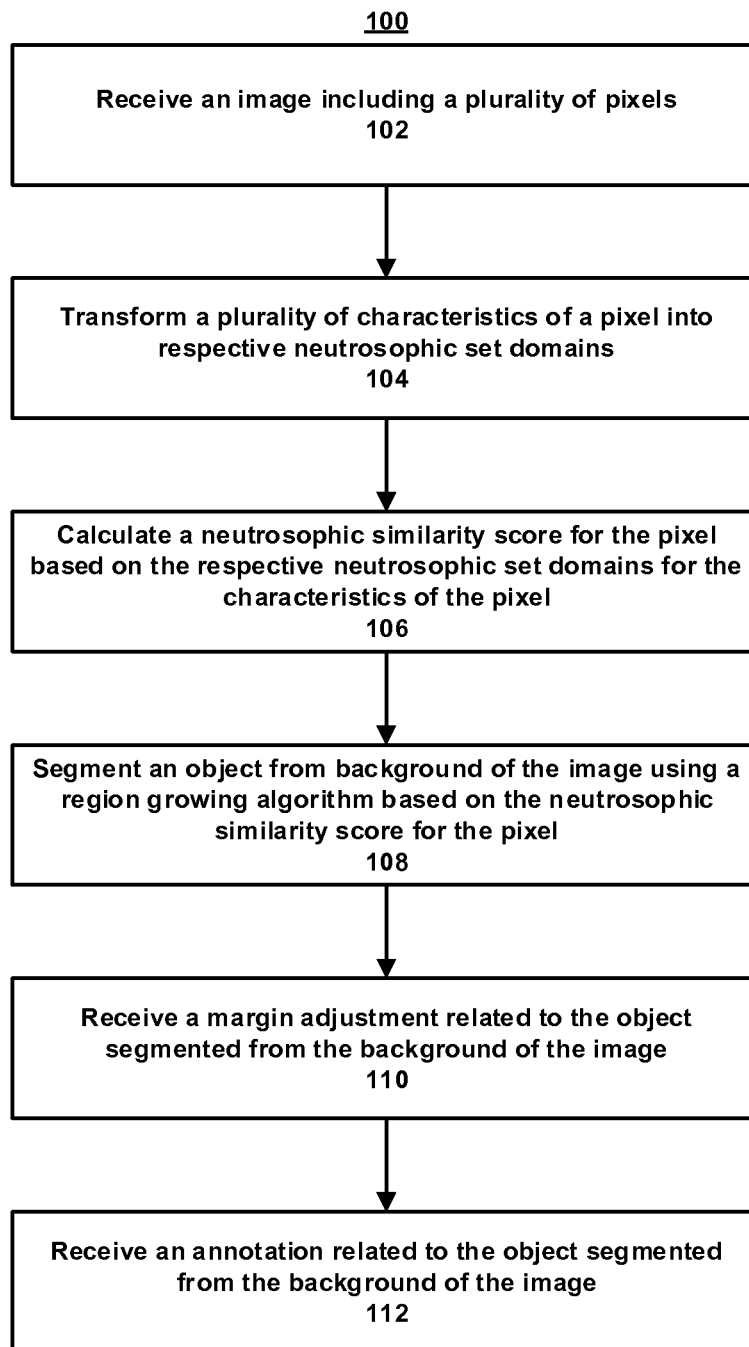 100
Receive an image including a plurality of pixels
102
Transform a plurality of characteristics of a pixel into
respective neutrosophic set domains
104
Calculate a neutrosophic similarity score for the pixel
based on the respective neutrosophic set domains for the
characteristics of the pixel
106
Segment an object from background of the image using a
region growing algorithm based on the neutrosophic
similarity score for the pixel
108
Receive a margin adjustment related to the object
segmented from the background of the image
110
Receive an annotation related to the object segmented
from the background of the image
112